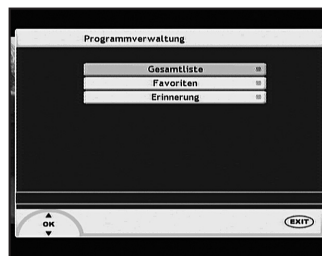 Programmverwaltung
Gesamtliste
Favoriten
Erinnerung
OK
EXIT